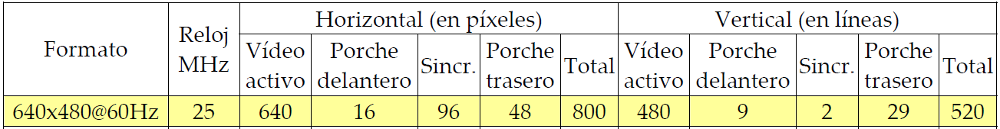 Formato
Reloj
MHz
Horizontal (en píxeles)
Vertical (en líneas)
Vídeo
activo
Porche
delantero
Sincr.
Porche
trasero
Total
Vídeo
activo
Porche
delantero
Sincr.
Porche
trasero
Total
640x480@60Hz 25 640 16 96 48 800 480 9 2 29 520